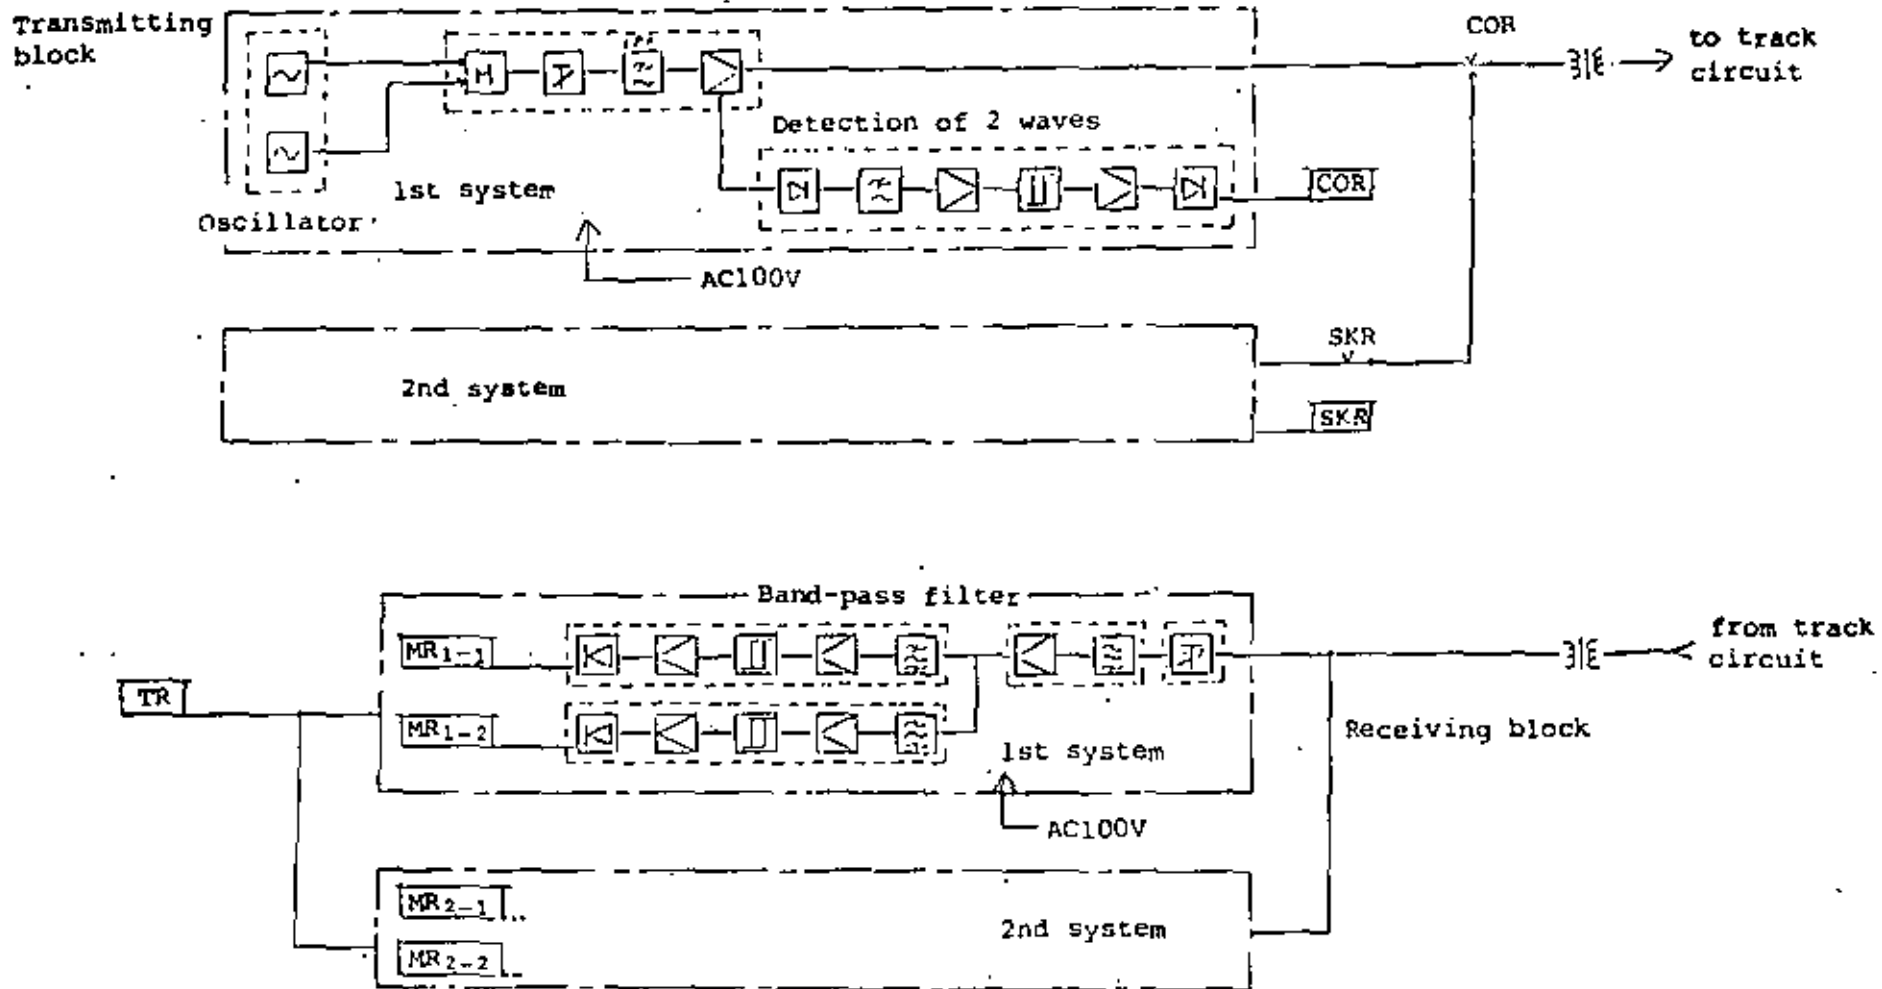 Transmitting
block
COR
to track
circuit
H
Detection of 2 waves
1st system
COR
Oscillator
AC100V
SKR
2nd system
SKR
Band-pass filter
MR1-1
from track
circuit
TR
MR1-2
1st system
Receiving block
AC100V
MR2-1
2nd system
MR2-2